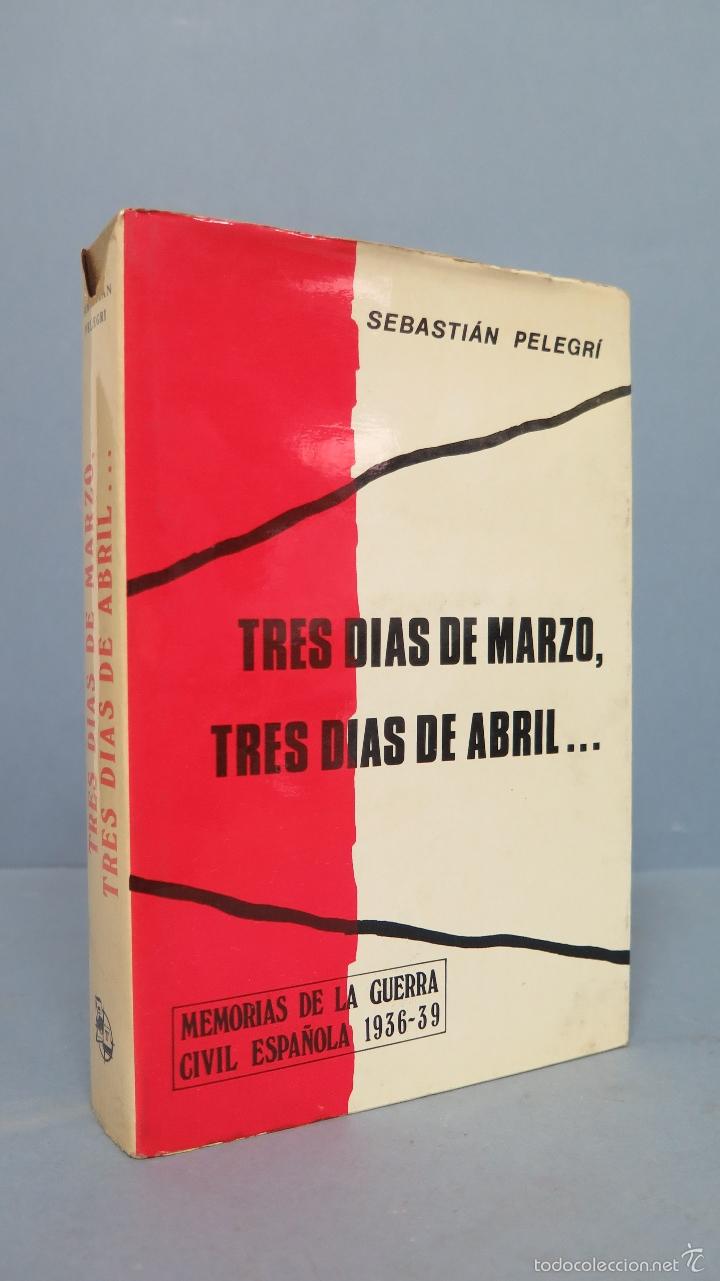 SEBASTIÁN PELEGRÍ
TRES DIAS DE MARZO,
TRES DIAS DE ABRIL...
MEMORIAS DE LA GUERRA
CIVIL ESPAÑOLA 1936-39
PELEGRI
TRES DIAS DE MARZO,
TRES DIAS DE ABRIL...
todocoleccion.net